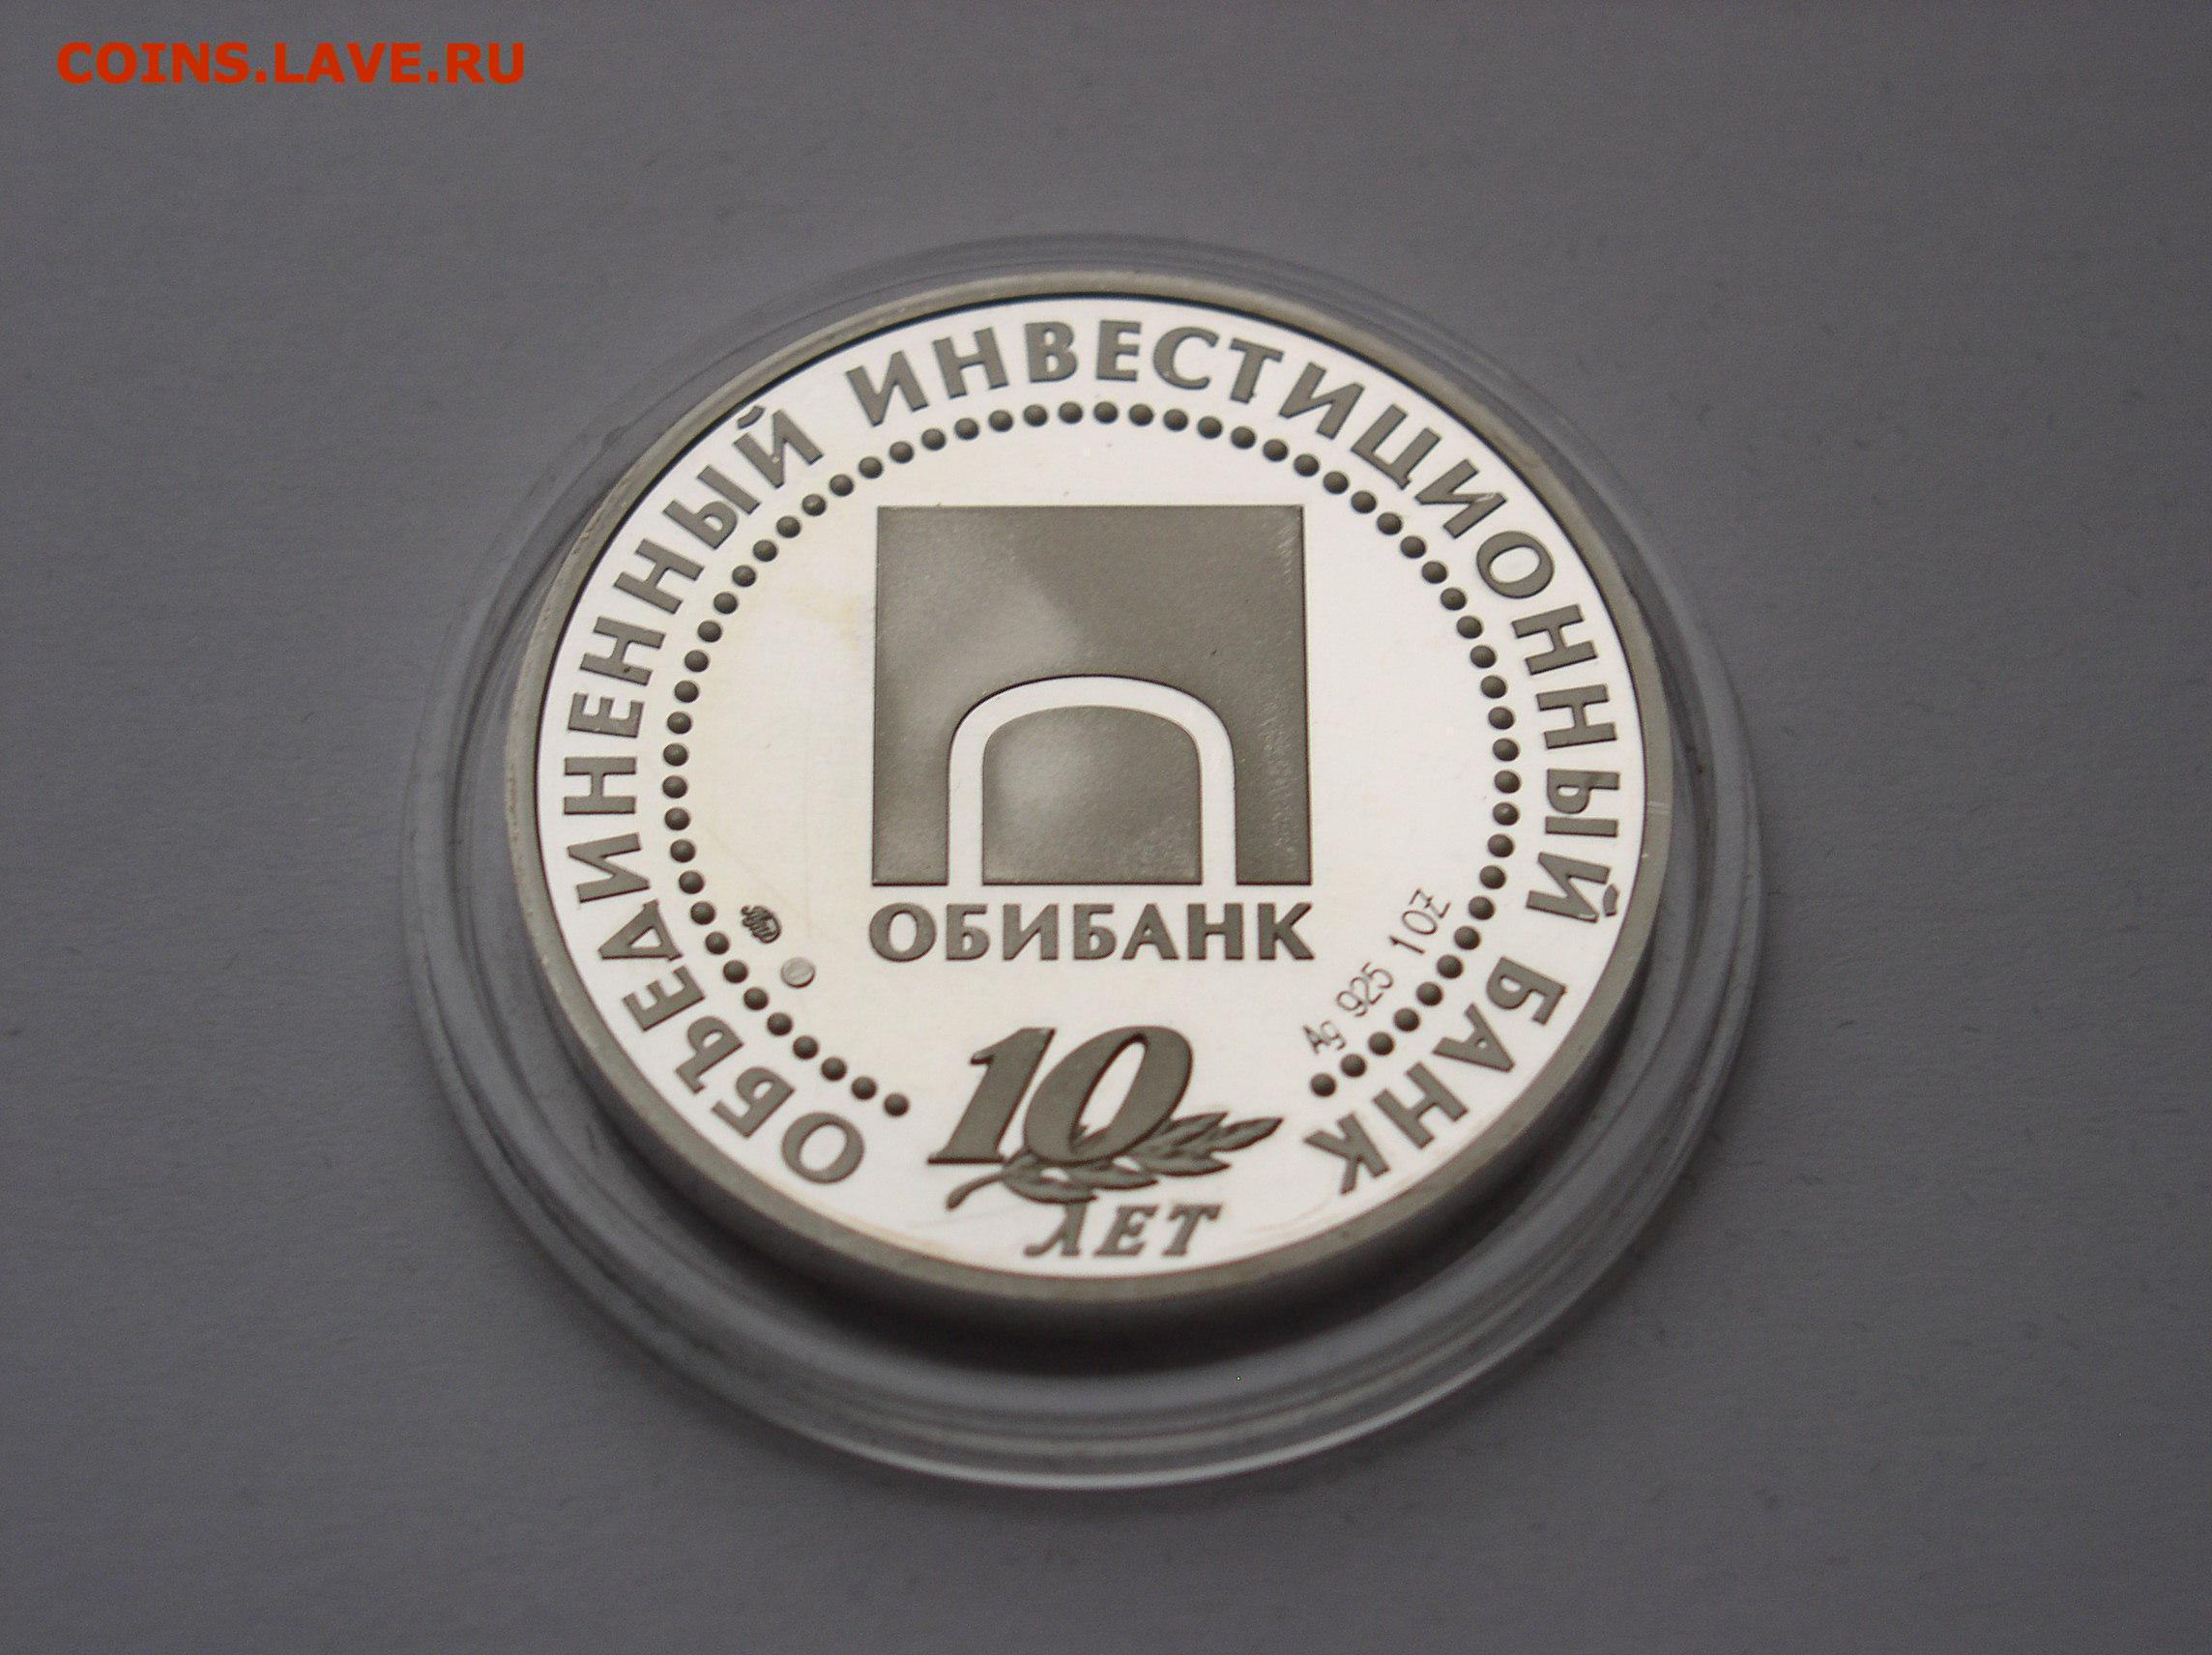 COINS.LAVE.RU
ОБЪЕДИНЕННЫЙ ИНВЕСТИЦИОННЫЙ БАНК
ОБИБАНК
Ag 925 1OZ
10
ЛЕТ